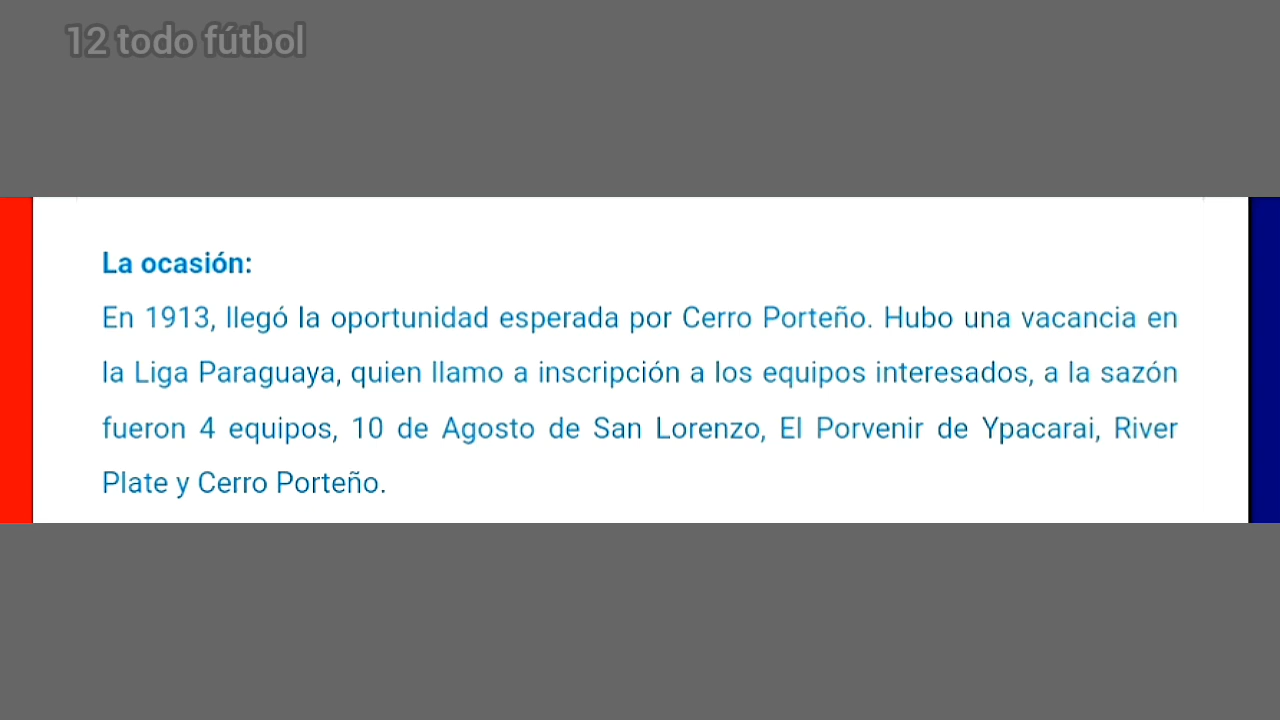 12 todo fútbol
La ocasión:
En 1913, llegó la oportunidad esperada por Cerro Porteño. Hubo una vacancia en
la Liga Paraguaya, quien llamo a inscripción a los equipos interesados, a la sazón
fueron 4 equipos, 10 de Agosto de San Lorenzo, El Porvenir de Ypacarai, River
Plate y Cerro Porteño.